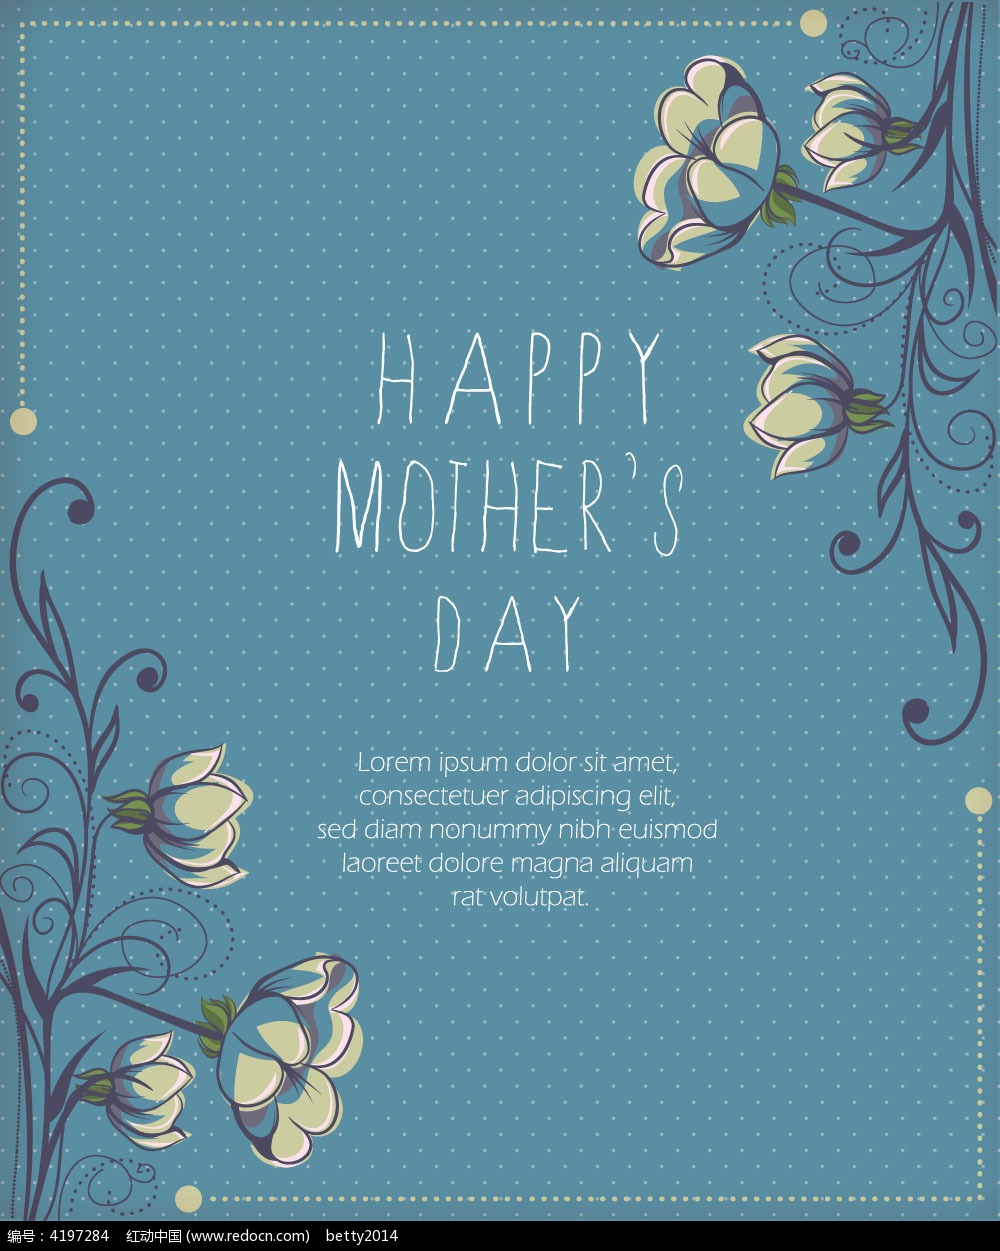 HAPPY
MOTHER'S
DAY
Lorem ipsum dolor sit amet,
consectetuer adipiscing elit,
sed diam nonummy nibh euismod
laoreet dolore magna aliquam
rat volutpat.
编号：4197284 红动中国 (www.redocn.com) betty2014